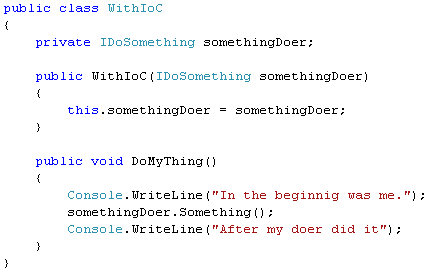 public class WithIoC
{
    private IDoSomething somethingDoer;

    public WithIoC(IDoSomething somethingDoer)
    {
        this.somethingDoer = somethingDoer;
    }

    public void DoMyThing()
    {
        Console.WriteLine("In the beginnig was me.");
        somethingDoer.Something();
        Console.WriteLine("After my doer did it");
    }
}